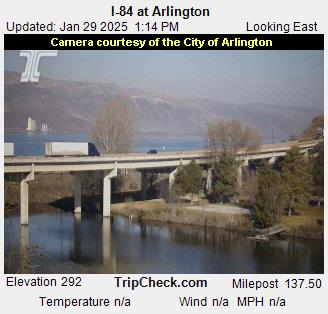 I-84 at Arlington
Updated: Jan 29 2025 1:14 PM Looking East
Camera courtesy of the City of Arlington
Elevation 292 TripCheck.com Milepost 137.50
Temperature n/a Wind n/a MPH n/a